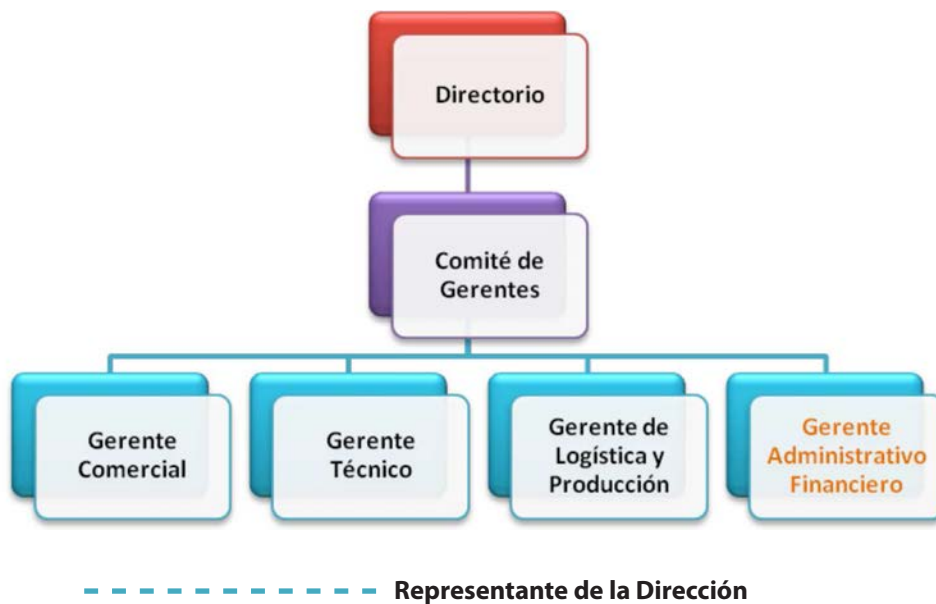 Directorio
Comité de
Gerentes
Gerente
Comercial
Gerente
Técnico
Gerente de
Logística y
Producción
Gerente
Administrativo
Financiero
Representante de la Dirección